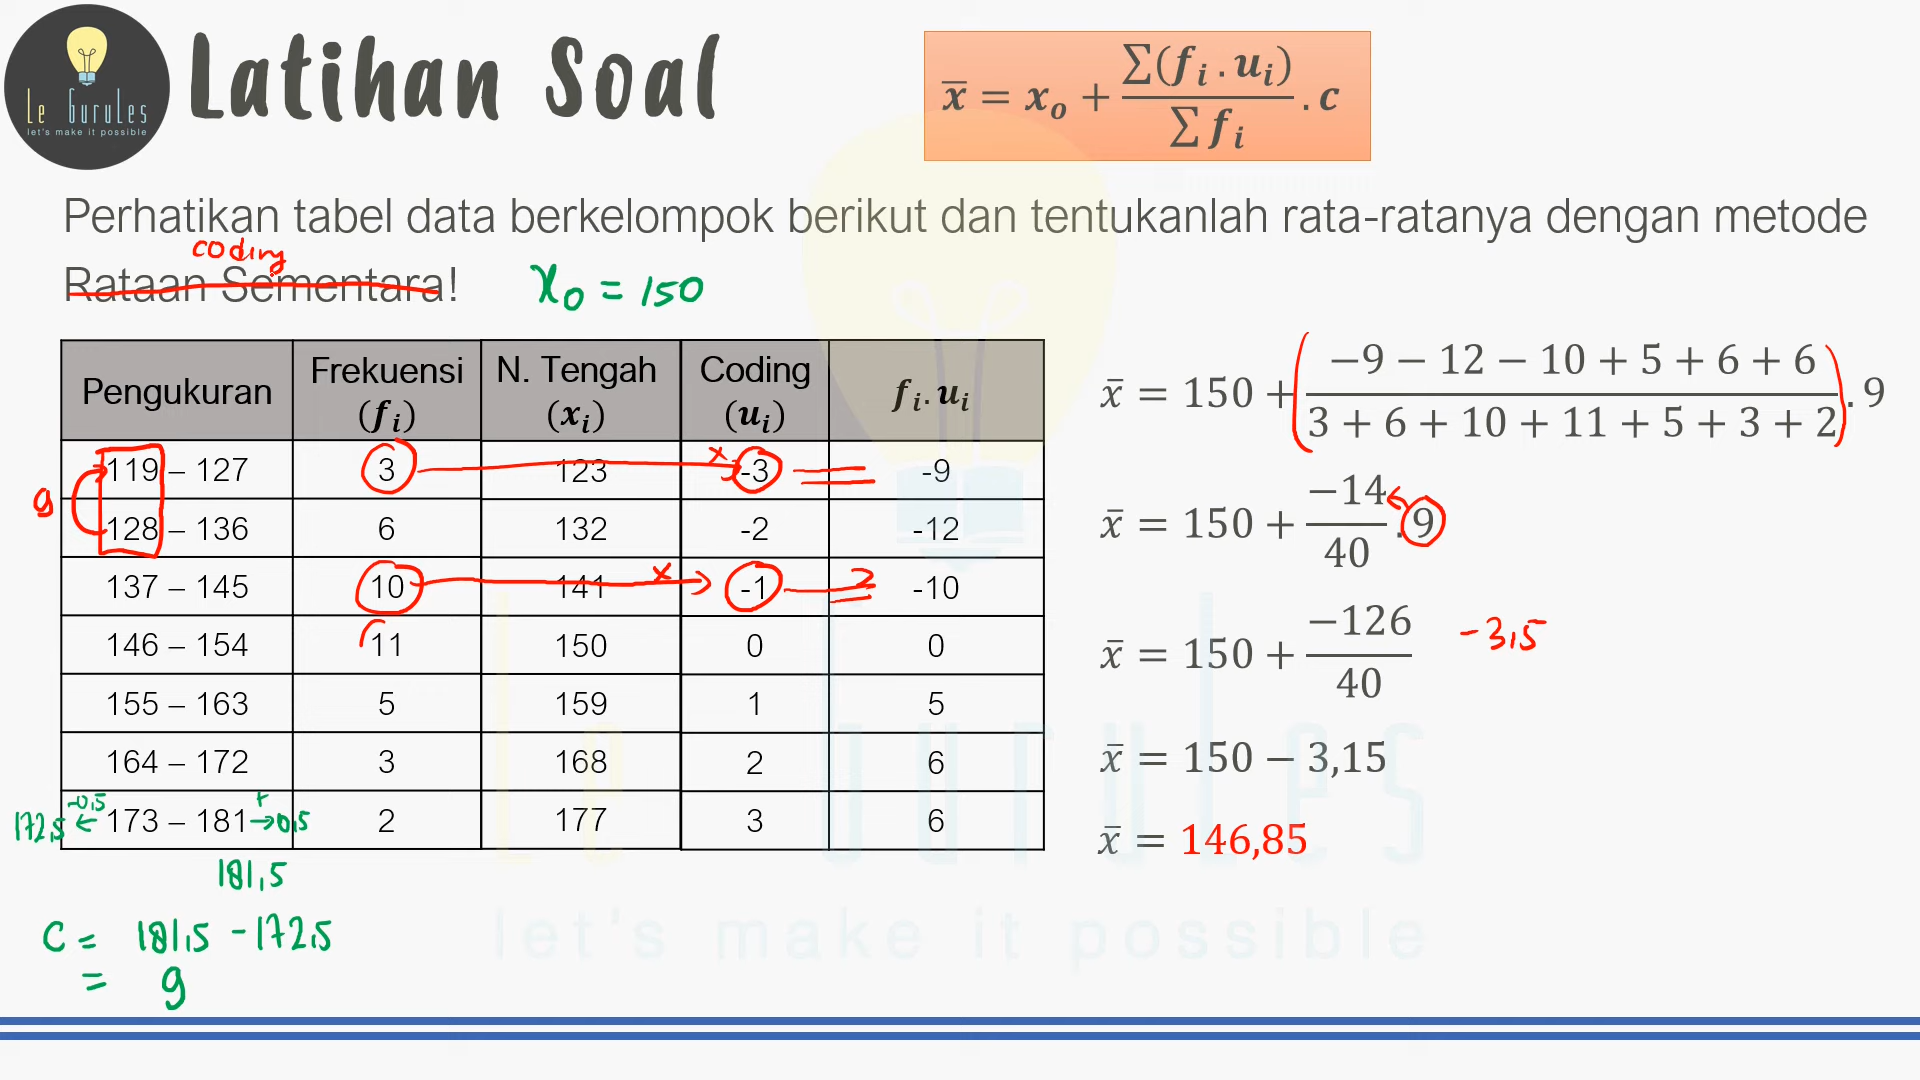 Le GuruLes
let's make it possible
Latihan Soal
x̄ = xₒ + ∑(fᵢ . uᵢ) / ∑ fᵢ . c
Perhatikan tabel data berkelompok berikut dan tentukanlah rata-ratanya dengan metode
coding
Rataan Sementara! x₀ = 150
Pengukuran Frekuensi (fᵢ) N. Tengah (xᵢ) Coding (uᵢ) fᵢ. uᵢ
119 – 127 3 123 x -3 = -9
9 128 – 136 6 132 -2 -12
137 – 145 10 141 x -1 = -10
146 – 154 11 150 0 0
155 – 163 5 159 1 5
164 – 172 3 168 2 6
172,5 ← -0,5 173 – 181 + → 0,5 2 177 3 6
181,5
C = 181,5 - 172,5
= 9
x̄ = 150 + (−9 − 12 − 10 + 5 + 6 + 6 / 3 + 6 + 10 + 11 + 5 + 3 + 2) . 9
x̄ = 150 + −14 / 40 . 9
x̄ = 150 + −126 / 40 -3,5
x̄ = 150 − 3,15
x̄ = 146,85
Le GuruLes
let's make it possible